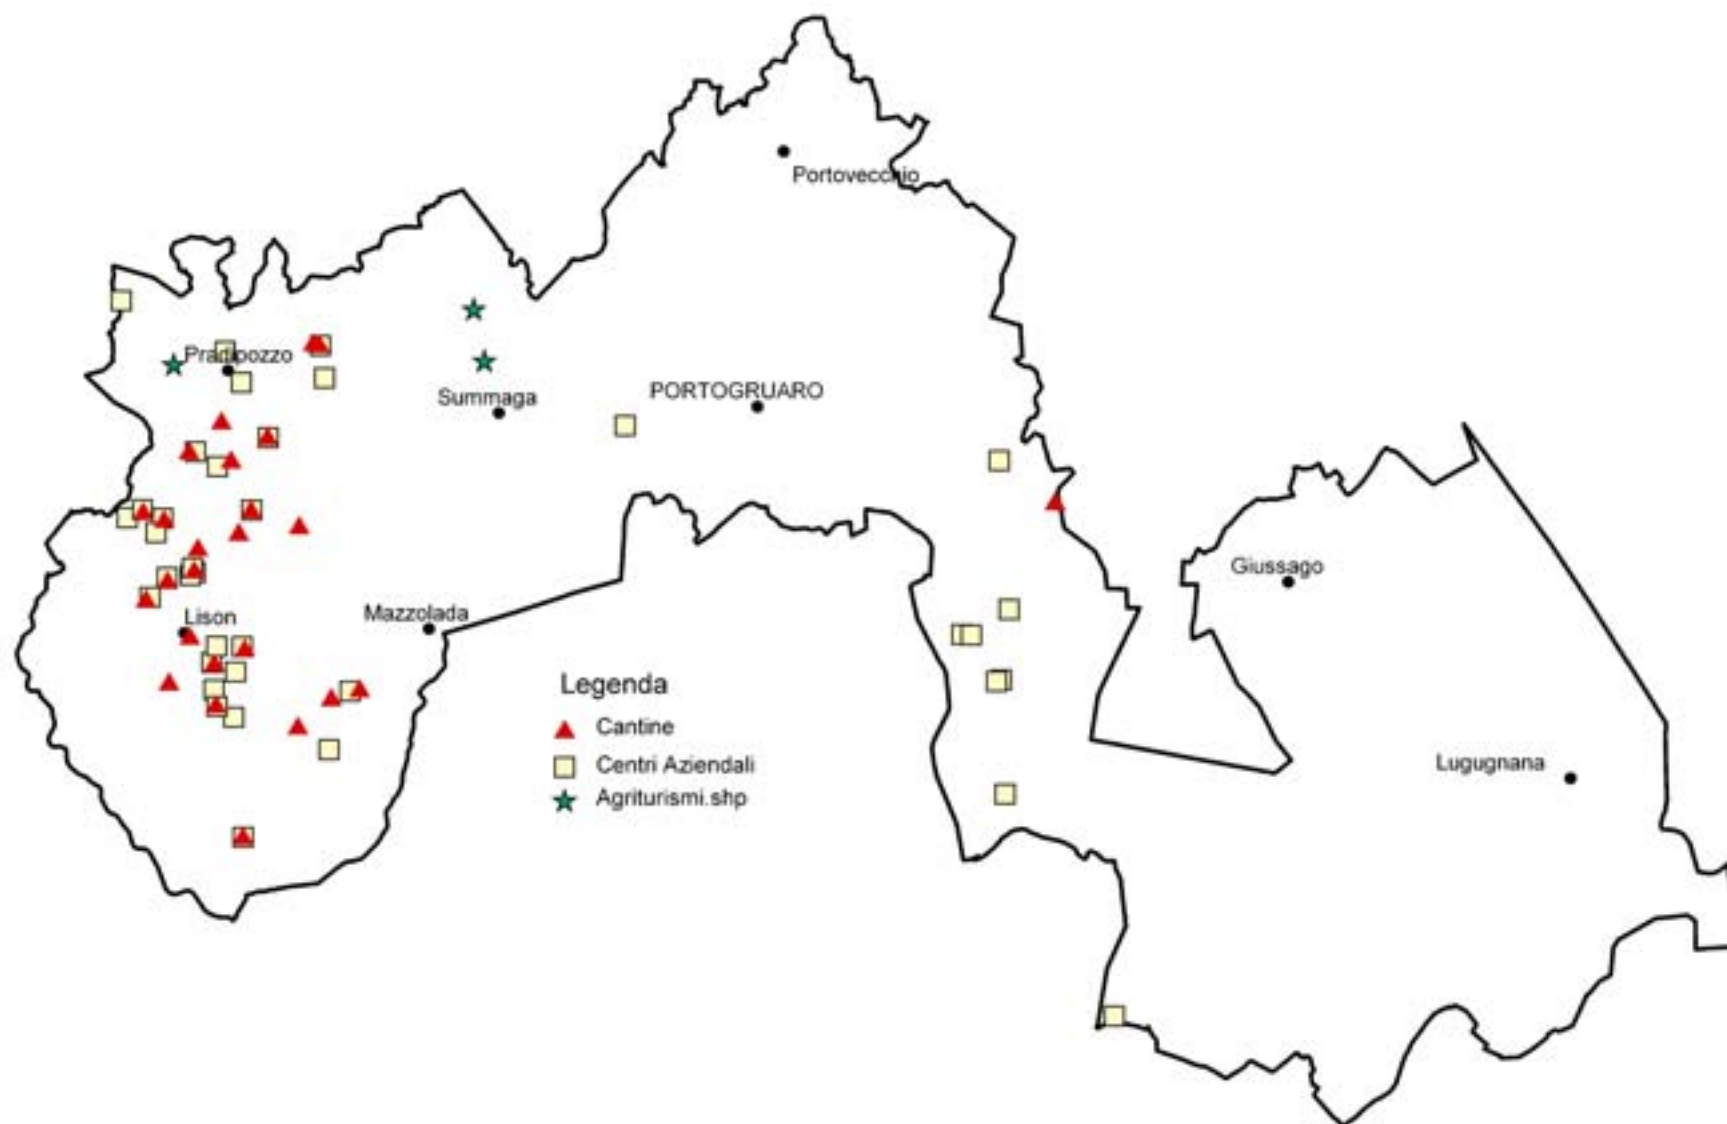 Portovecchio
Pradipozzo
Summaga
PORTOGRUARO
Giussago
Lison
Mazzolada
Legenda
Cantine
Centri Aziendali
Agriturismi.shp
Lugugnana